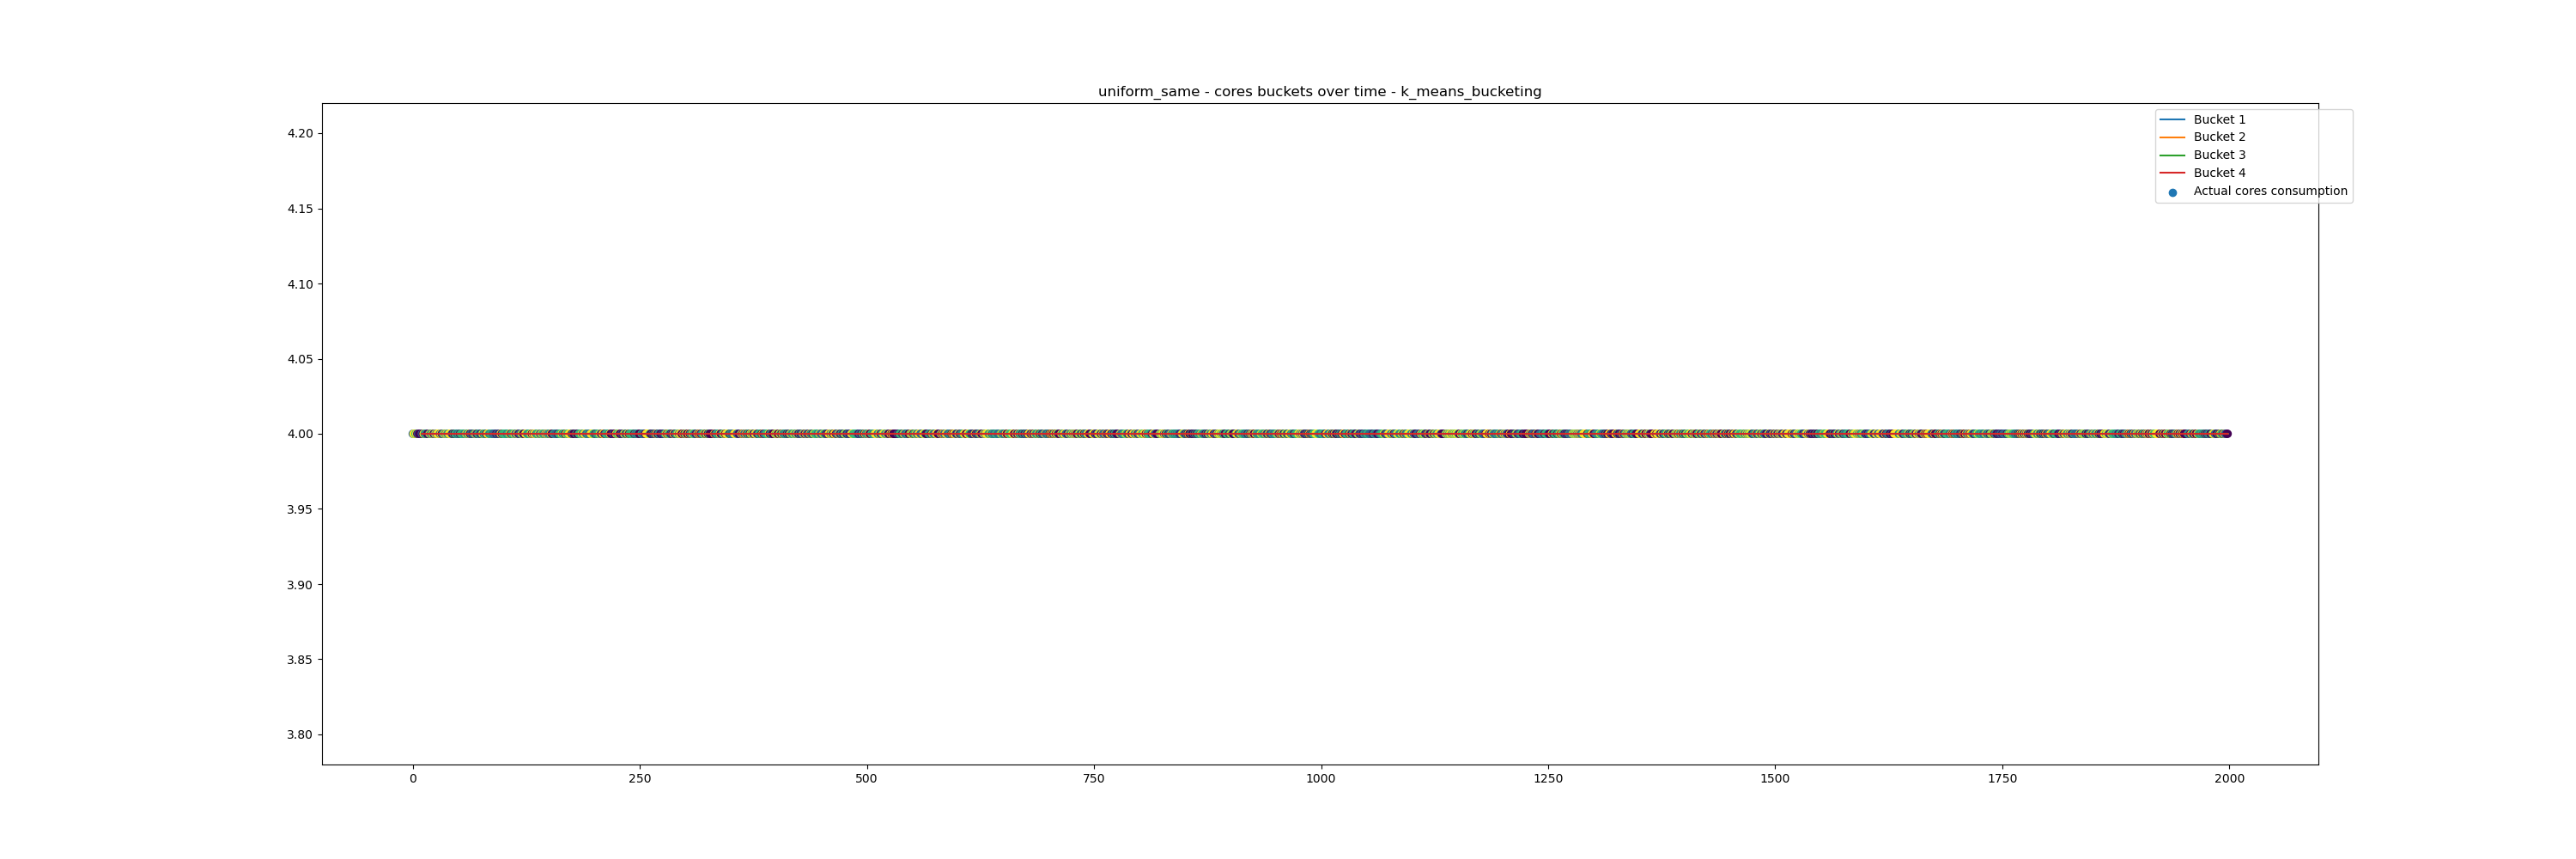 uniform_same - cores buckets over time - k_means_bucketing
Bucket 1
Bucket 2
Bucket 3
Bucket 4
Actual cores consumption
4.20
4.15
4.10
4.05
4.00
3.95
3.90
3.85
3.80
0 250 500 750 1000 1250 1500 1750 2000